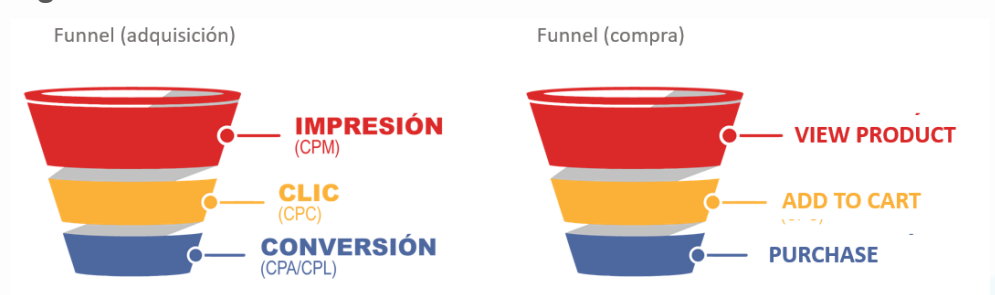 Funnel (adquisición)
IMPRESIÓN
(CPM)
CLIC
(CPC)
CONVERSIÓN
(CPA/CPL)
Funnel (compra)
VIEW PRODUCT
ADD TO CART
PURCHASE